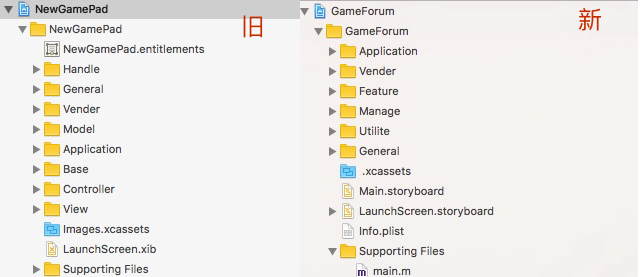 NewGamePad
NewGamePad
旧
NewGamePad.entitlements
Handle
General
Vender
Model
Application
Base
Controller
View
Images.xcassets
LaunchScreen.xib
Supporting Files
GameForum
新
GameForum
Application
Vender
Feature
Manage
Utilite
General
.xcassets
Main.storyboard
LaunchScreen.storyboard
Info.plist
Supporting Files
m main.m